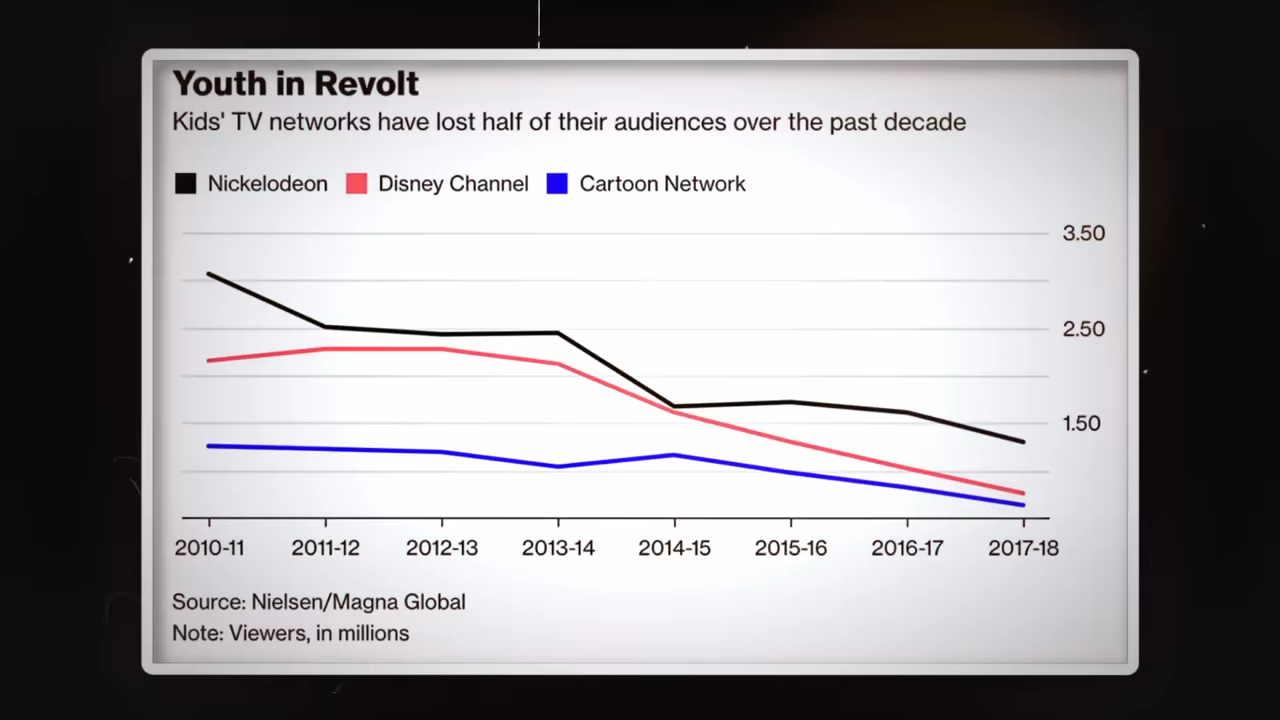 Youth in Revolt
Kids' TV networks have lost half of their audiences over the past decade
Nickelodeon Disney Channel Cartoon Network
3.50
2.50
1.50
2010-11 2011-12 2012-13 2013-14 2014-15 2015-16 2016-17 2017-18
Source: Nielsen/Magna Global
Note: Viewers, in millions